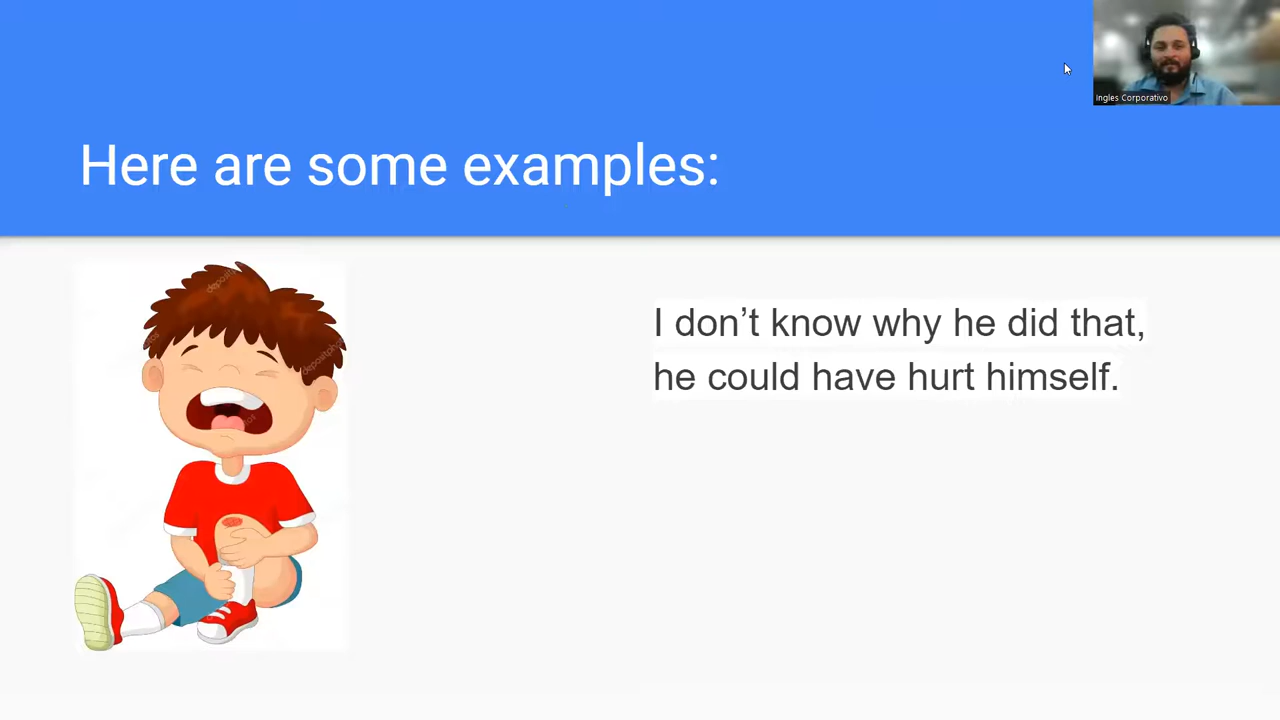 Ingles Corporativo
Here are some examples:
I don’t know why he did that,
he could have hurt himself.